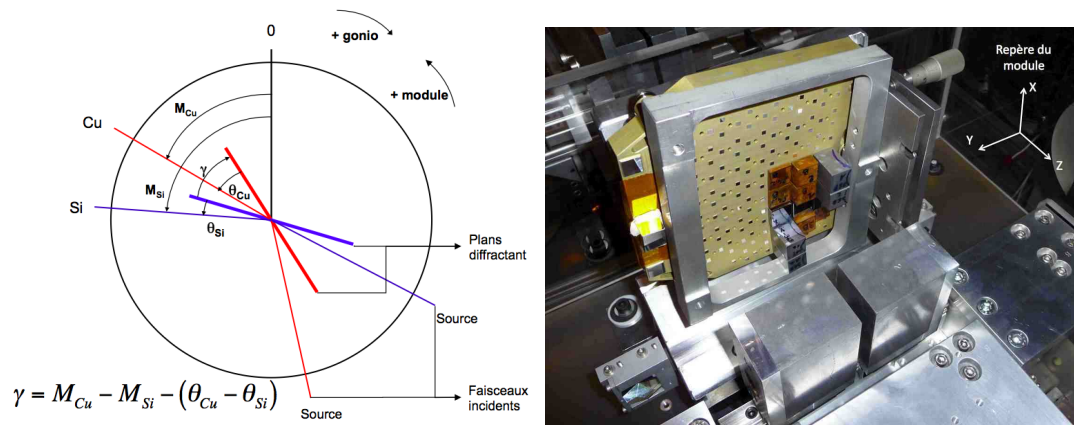 0
+ gonio
+ module
M_Cu
Cu
γ
M_Si
θ_Cu
Si
θ_Si
Plans
diffractant
Source
γ = M_Cu − M_Si − (θ_Cu − θ_Si)
Source
Faisceaux
incidents
Repère du
module
X
Y
Z